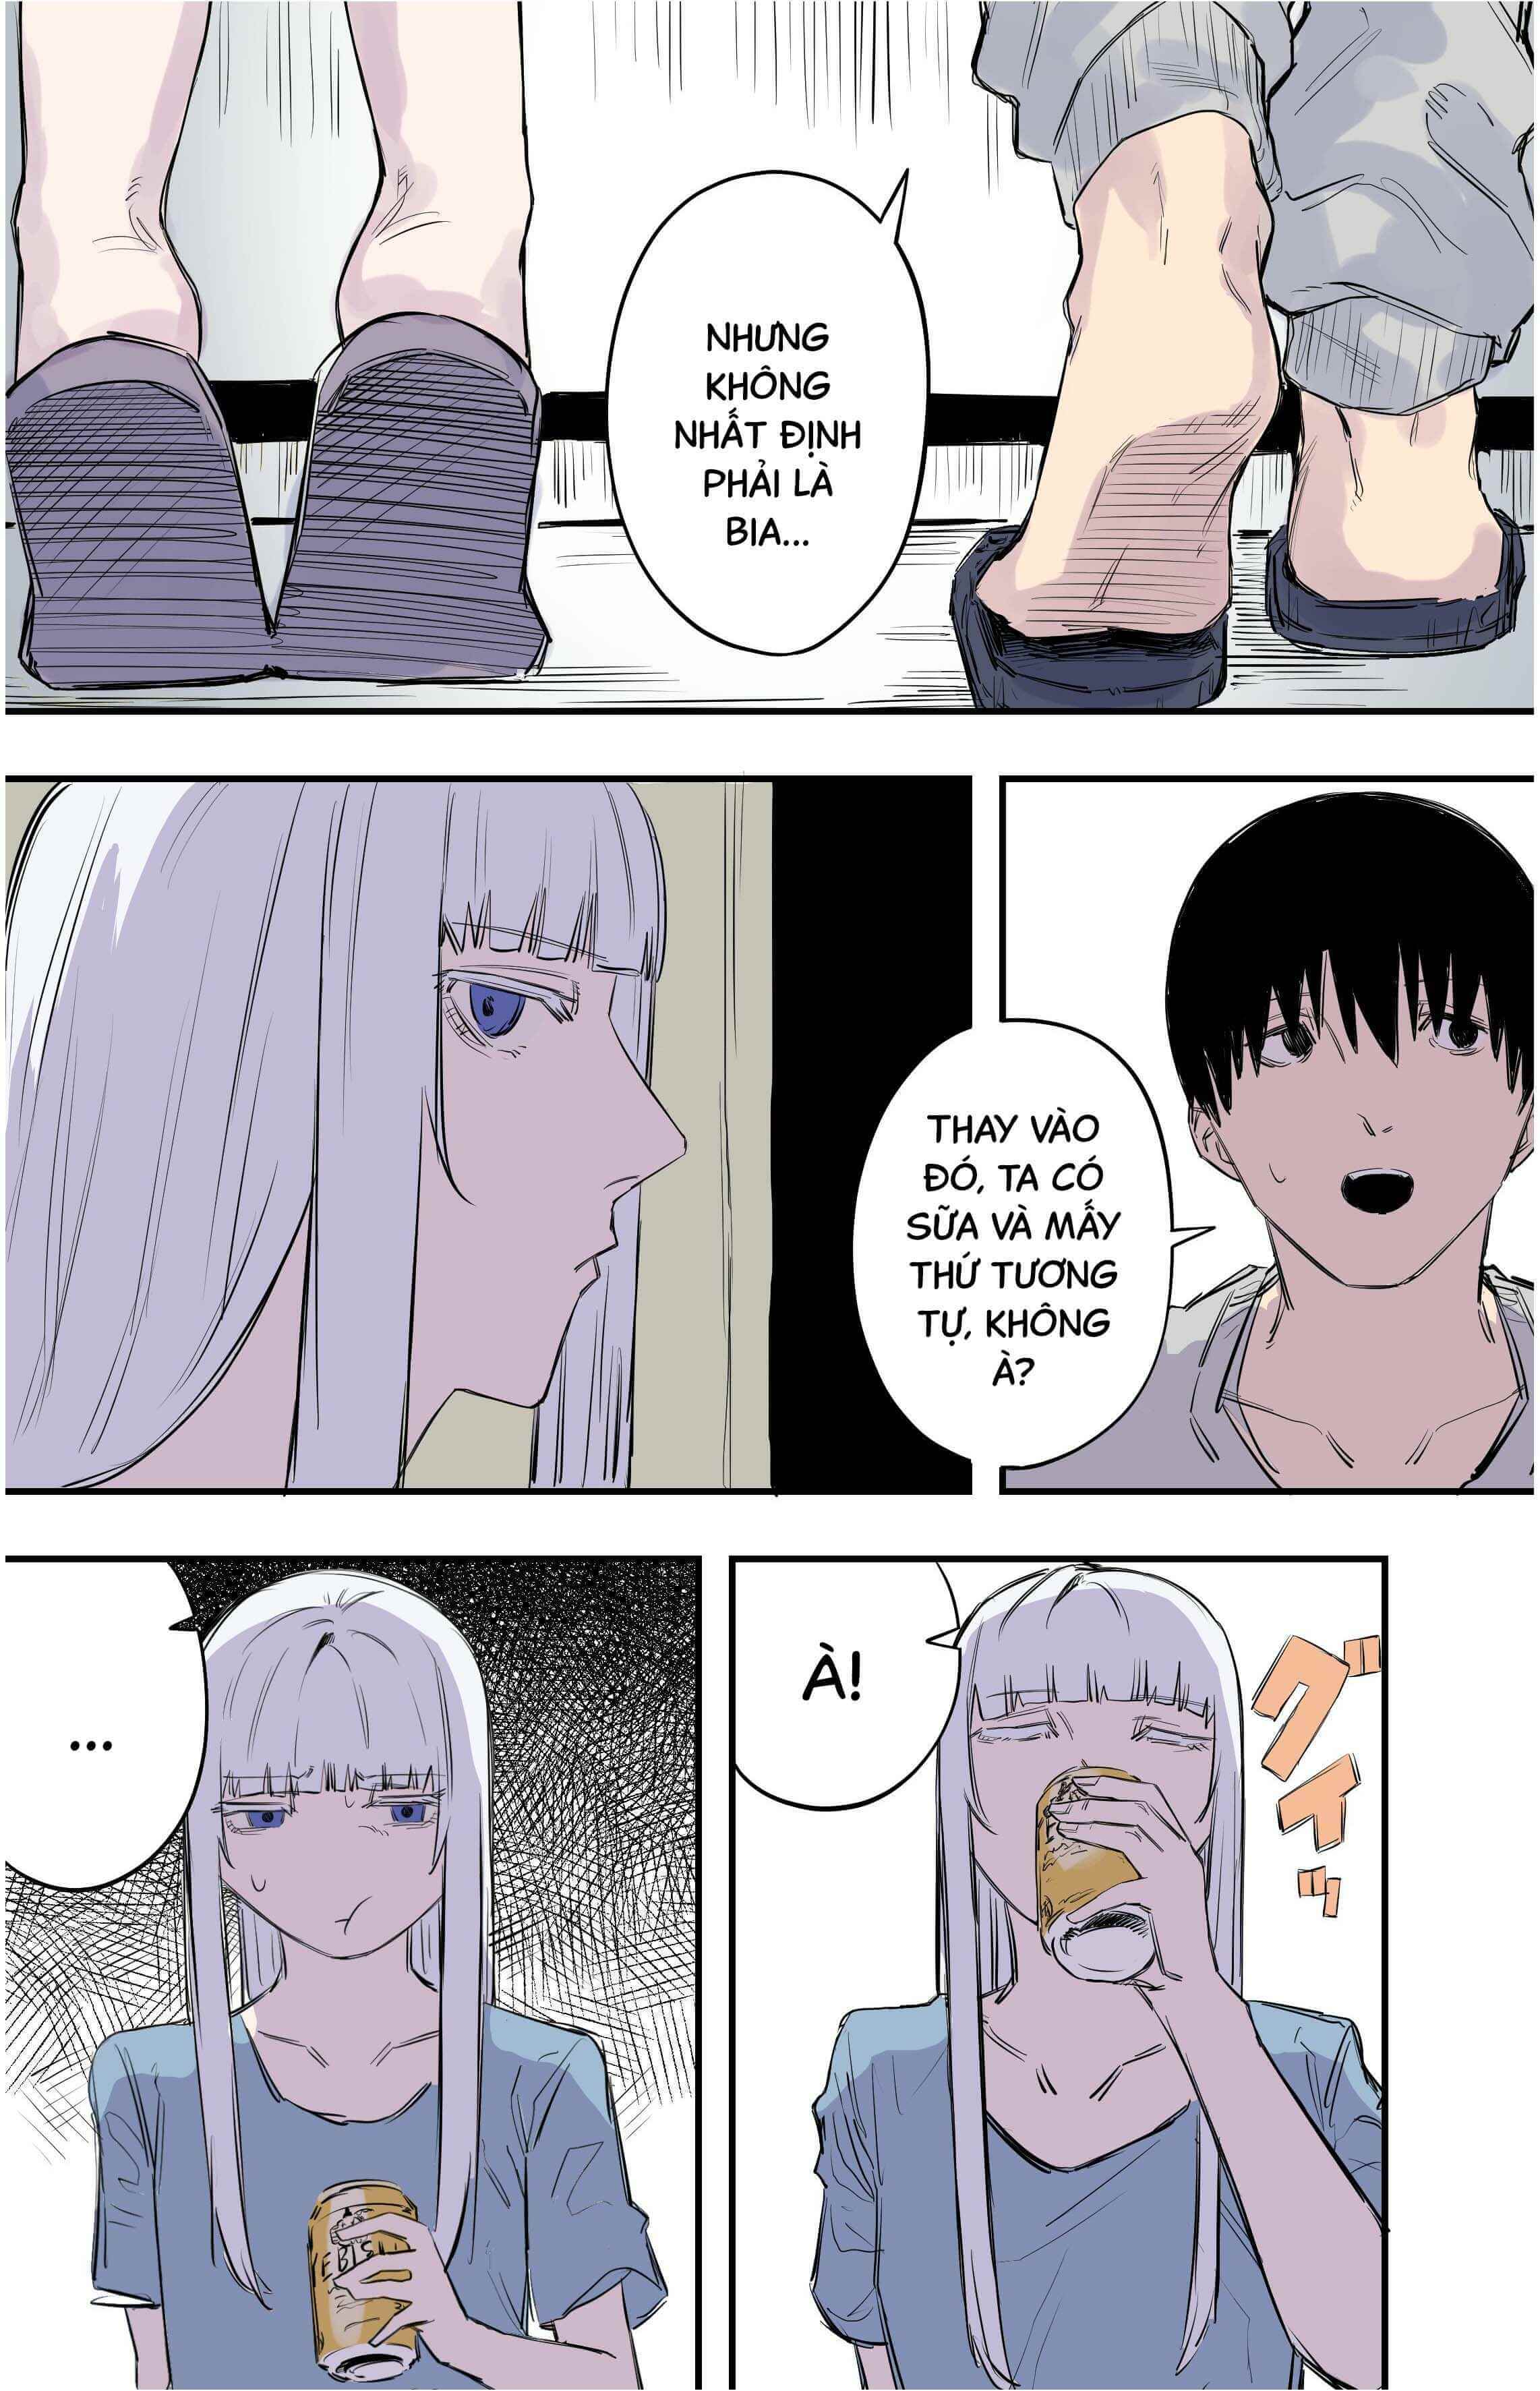 NHƯNG
KHÔNG
NHẤT ĐỊNH
PHẢI LÀ
BIA...
THAY VÀO
ĐÓ, TA CÓ
SỮA VÀ MẤY
THỨ TƯƠNG
TỰ, KHÔNG
À?
À!
グイッ
...
YEBISU